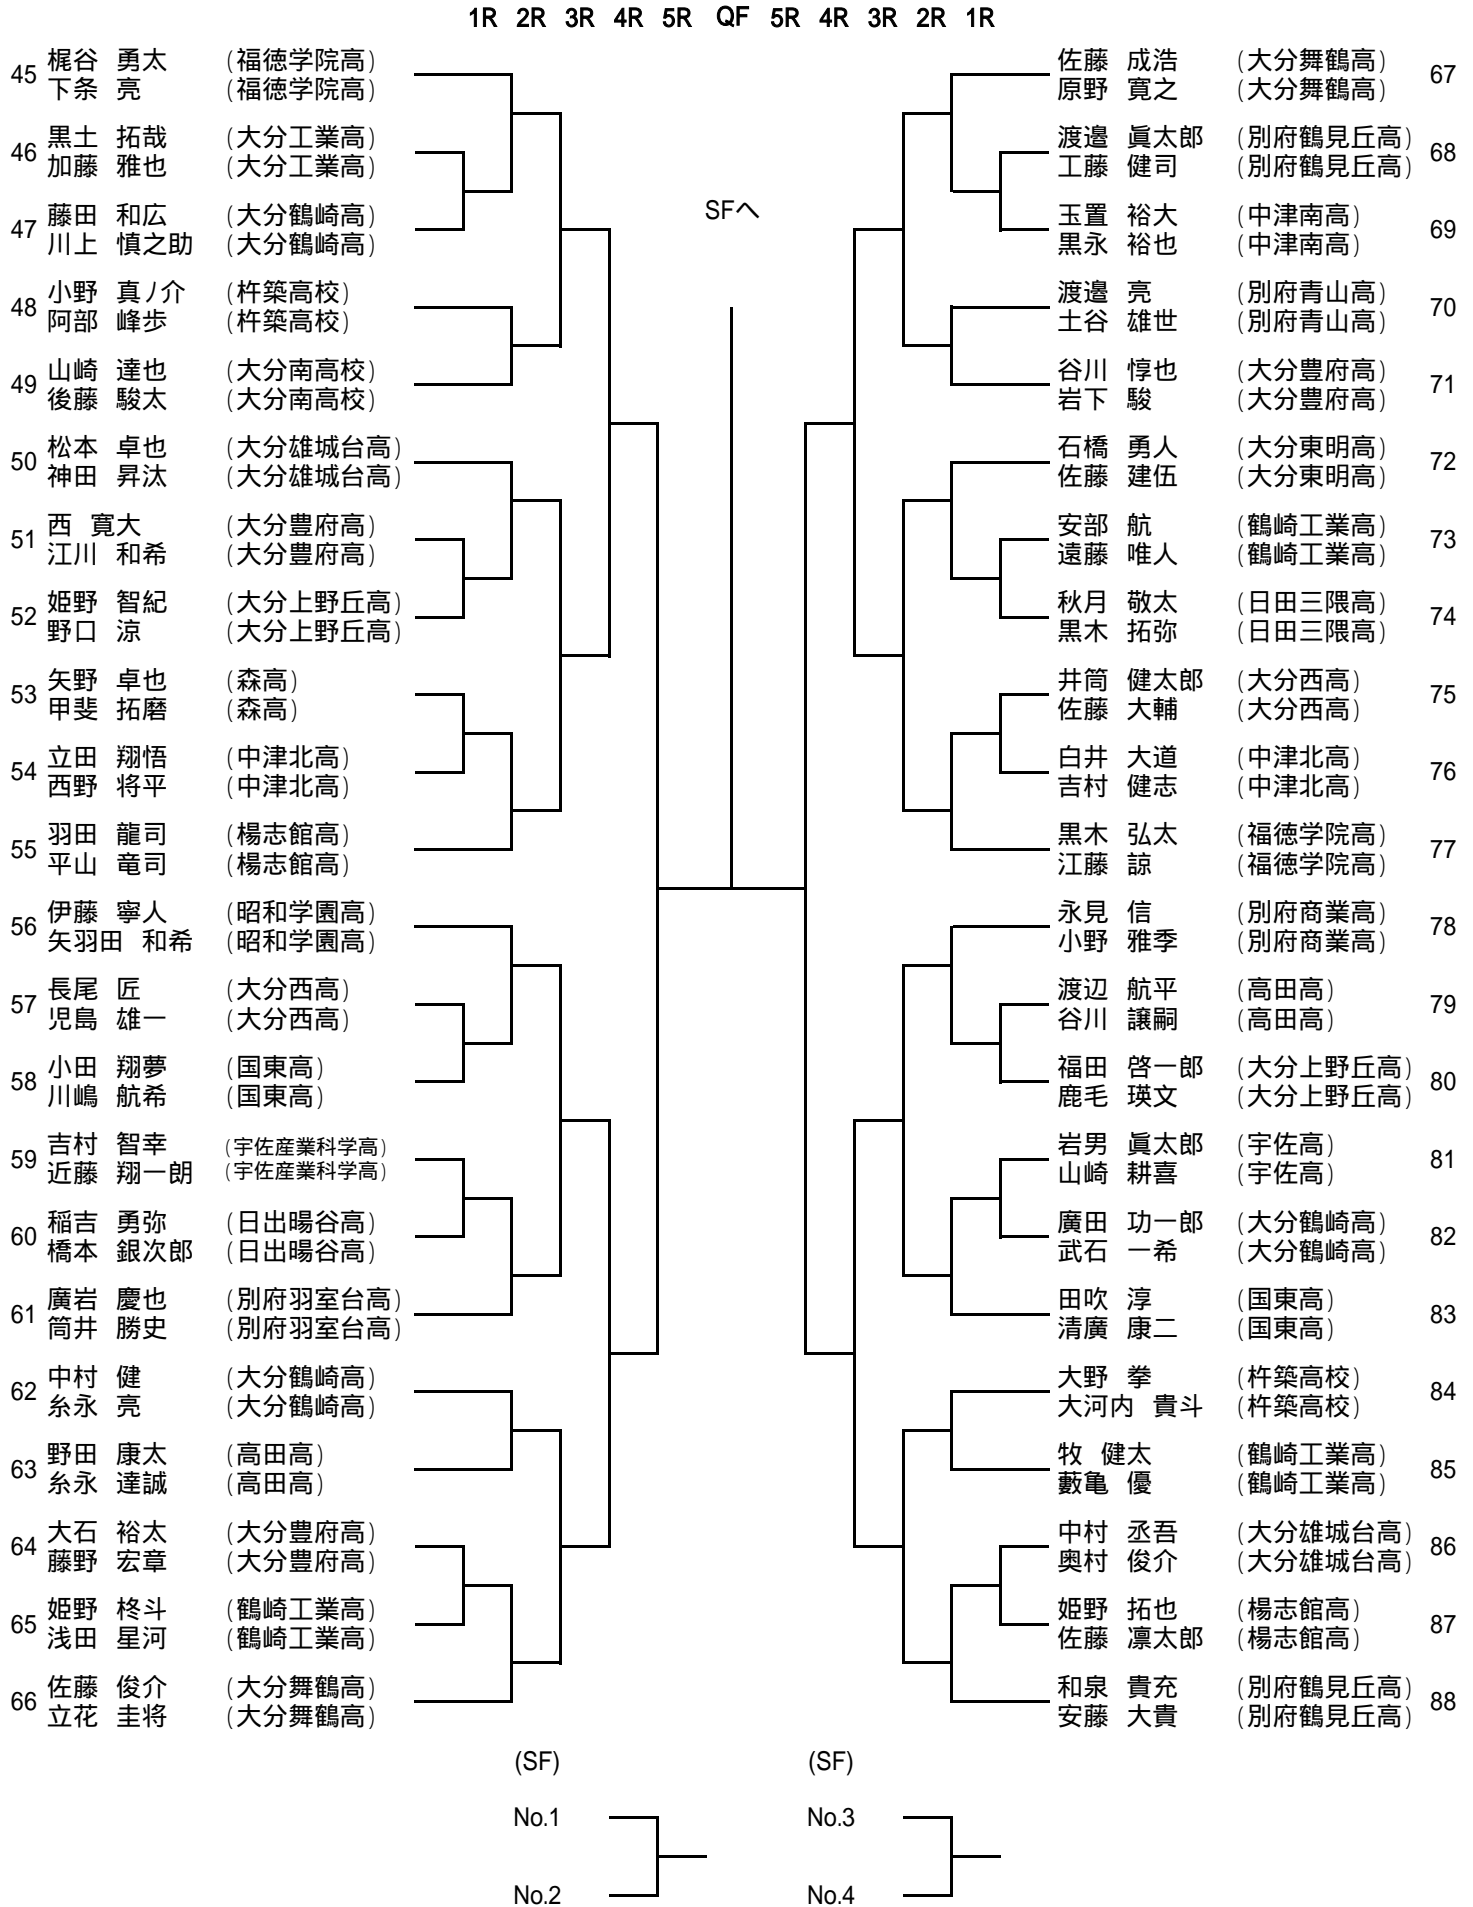 1R 2R 3R 4R 5R QF 5R 4R 3R 2R 1R
45 梶谷 勇太 (福徳学院高)
下条 亮 (福徳学院高)
46 黒土 拓哉 (大分工業高)
加藤 雅也 (大分工業高)
47 藤田 和広 (大分鶴崎高)
川上 慎之助 (大分鶴崎高)
48 小野 真ノ介 (杵築高校)
阿部 峰歩 (杵築高校)
49 山崎 達也 (大分南高校)
後藤 駿太 (大分南高校)
50 松本 卓也 (大分雄城台高)
神田 昇汰 (大分雄城台高)
51 西 寛大 (大分豊府高)
江川 和希 (大分豊府高)
52 姫野 智紀 (大分上野丘高)
野口 涼 (大分上野丘高)
53 矢野 卓也 (森高)
甲斐 拓磨 (森高)
54 立田 翔悟 (中津北高)
西野 将平 (中津北高)
55 羽田 龍司 (楊志館高)
平山 竜司 (楊志館高)
56 伊藤 寧人 (昭和学園高)
矢羽田 和希 (昭和学園高)
57 長尾 匠 (大分西高)
児島 雄一 (大分西高)
58 小田 翔夢 (国東高)
川嶋 航希 (国東高)
59 吉村 智幸 (宇佐産業科学高)
近藤 翔一朗 (宇佐産業科学高)
60 稲吉 勇弥 (日出暘谷高)
橋本 銀次郎 (日出暘谷高)
61 廣岩 慶也 (別府羽室台高)
筒井 勝史 (別府羽室台高)
62 中村 健 (大分鶴崎高)
糸永 亮 (大分鶴崎高)
63 野田 康太 (高田高)
糸永 達誠 (高田高)
64 大石 裕太 (大分豊府高)
藤野 宏章 (大分豊府高)
65 姫野 柊斗 (鶴崎工業高)
浅田 星河 (鶴崎工業高)
66 佐藤 俊介 (大分舞鶴高)
立花 圭将 (大分舞鶴高)
SFへ
佐藤 成浩 (大分舞鶴高) 67
原野 寛之 (大分舞鶴高)
渡邉 眞太郎 (別府鶴見丘高) 68
工藤 健司 (別府鶴見丘高)
玉置 裕大 (中津南高) 69
黒永 裕也 (中津南高)
渡邉 亮 (別府青山高) 70
土谷 雄世 (別府青山高)
谷川 惇也 (大分豊府高) 71
岩下 駿 (大分豊府高)
石橋 勇人 (大分東明高) 72
佐藤 建伍 (大分東明高)
安部 航 (鶴崎工業高) 73
遠藤 唯人 (鶴崎工業高)
秋月 敬太 (日田三隈高) 74
黒木 拓弥 (日田三隈高)
井筒 健太郎 (大分西高) 75
佐藤 大輔 (大分西高)
白井 大道 (中津北高) 76
吉村 健志 (中津北高)
黒木 弘太 (福徳学院高) 77
江藤 諒 (福徳学院高)
永見 信 (別府商業高) 78
小野 雅季 (別府商業高)
渡辺 航平 (高田高) 79
谷川 譲嗣 (高田高)
福田 啓一郎 (大分上野丘高) 80
鹿毛 瑛文 (大分上野丘高)
岩男 眞太郎 (宇佐高) 81
山崎 耕喜 (宇佐高)
廣田 功一郎 (大分鶴崎高) 82
武石 一希 (大分鶴崎高)
田吹 淳 (国東高) 83
清廣 康二 (国東高)
大野 拳 (杵築高校) 84
大河内 貴斗 (杵築高校)
牧 健太 (鶴崎工業高) 85
藪亀 優 (鶴崎工業高)
中村 丞吾 (大分雄城台高) 86
奥村 俊介 (大分雄城台高)
姫野 拓也 (楊志館高) 87
佐藤 凛太郎 (楊志館高)
和泉 貴充 (別府鶴見丘高) 88
安藤 大貴 (別府鶴見丘高)
(SF) (SF)
No.1 No.3
No.2 No.4